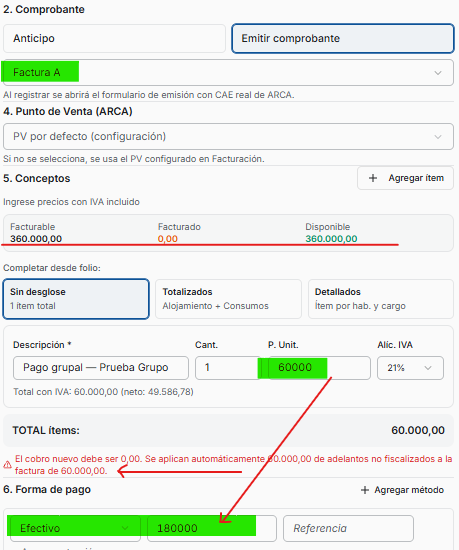 2. Comprobante
Anticipo
Emitir comprobante
Factura A
Al registrar se abrirá el formulario de emisión con CAE real de ARCA.
4. Punto de Venta (ARCA)
PV por defecto (configuración)
Si no se selecciona, se usa el PV configurado en Facturación.
5. Conceptos
+ Agregar ítem
Ingrese precios con IVA incluido
Facturable Facturado Disponible
360.000,00 0,00 360.000,00
Completar desde folio:
Sin desglose Totalizados Detallados
1 ítem total Alojamiento + Consumos Ítem por hab. y cargo
Descripción * Cant. P. Unit. Alíc. IVA
Pago grupal — Prueba Grupo 1 60000 21%
Total con IVA: 60.000,00 (neto: 49.586,78)
TOTAL ítems: 60.000,00
El cobro nuevo debe ser 0,00. Se aplican automáticamente 60.000,00 de adelantos no fiscalizados a la
factura de 60.000,00.
6. Forma de pago
+ Agregar método
Efectivo 180000 Referencia